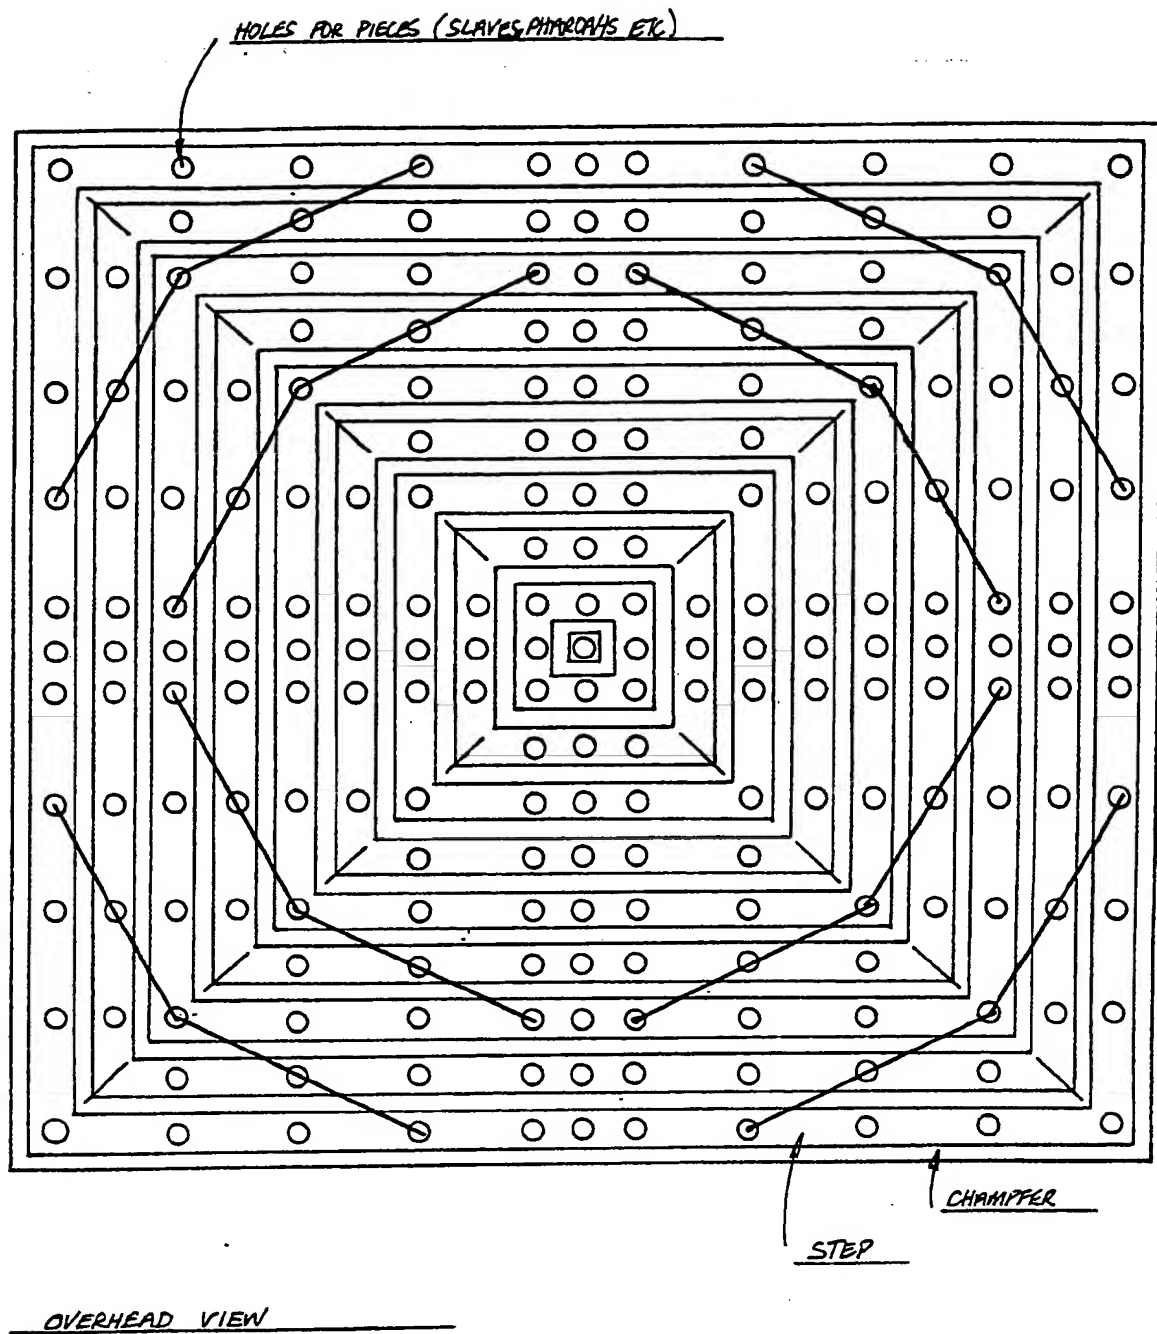 HOLES FOR PIECES (SLAVES, PHAROAHS ETC)
CHAMPFER
STEP
OVERHEAD VIEW